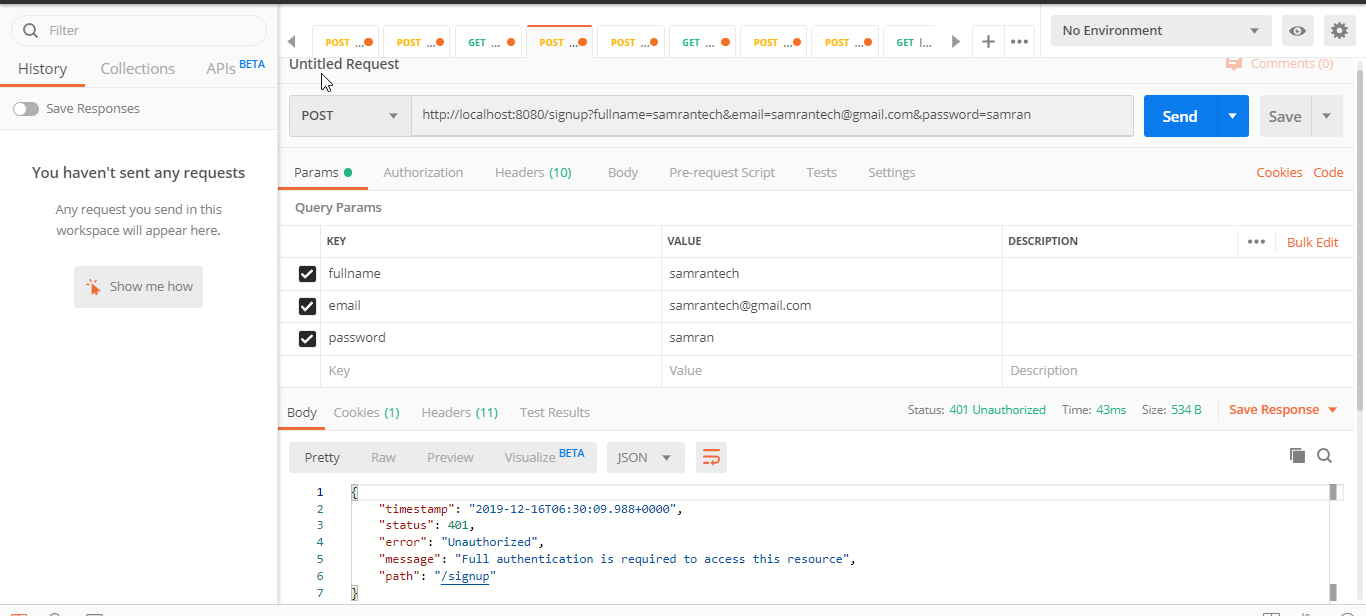 Filter
History Collections APIs BETA
Save Responses
You haven't sent any requests
Any request you send in this
workspace will appear here.
Show me how
POST ... POST ... GET ... POST ... POST ... GET ... POST ... POST ... GET l...
No Environment
Untitled Request
Comments (0)
POST http://localhost:8080/signup?fullname=samrantech&email=samrantech@gmail.com&password=samran Send Save
Params Authorization Headers (10) Body Pre-request Script Tests Settings Cookies Code
Query Params
KEY VALUE DESCRIPTION ••• Bulk Edit
fullname samrantech
email samrantech@gmail.com
password samran
Key Value Description
Body Cookies (1) Headers (11) Test Results Status: 401 Unauthorized Time: 43ms Size: 534 B Save Response
Pretty Raw Preview Visualize BETA JSON
1 {
2 "timestamp": "2019-12-16T06:30:09.988+0000",
3 "status": 401,
4 "error": "Unauthorized",
5 "message": "Full authentication is required to access this resource",
6 "path": "/signup"
7 }